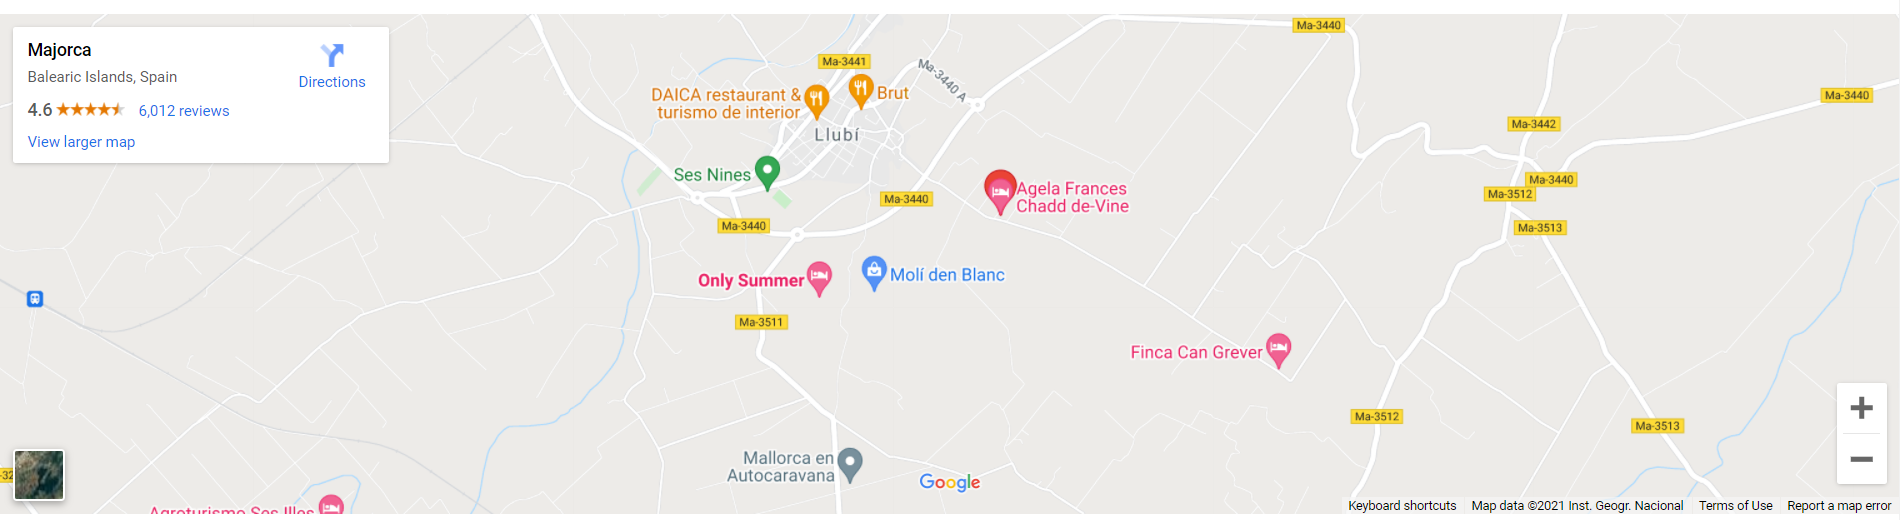 Majorca
Balearic Islands, Spain
4.6
6,012 reviews
View larger map
Directions
Ma-3440
Ma-3441
Ma-3440 A
DAICA restaurant &
turismo de interior
Brut
Llubí
Ma-3440
Ma-3442
Ses Nines
Ma-3440
Agela Frances
Chadd de-Vine
Ma-3440
Ma-3512
Ma-3440
Ma-3513
Only Summer
Molí den Blanc
Ma-3511
Finca Can Grever
Ma-3512
Ma-3513
Mallorca en
Autocaravana
-32
Google
Agroturismo Ses Illes
Keyboard shortcuts
Map data ©2021 Inst. Geogr. Nacional
Terms of Use
Report a map error